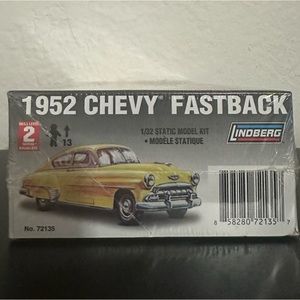 1952 CHEVY FASTBACK
SKILL LEVEL
2
13
1/32 STATIC MODEL KIT
• MODÈLE STATIQUE
LINDBERG
No. 72135
8 58280 72135 7